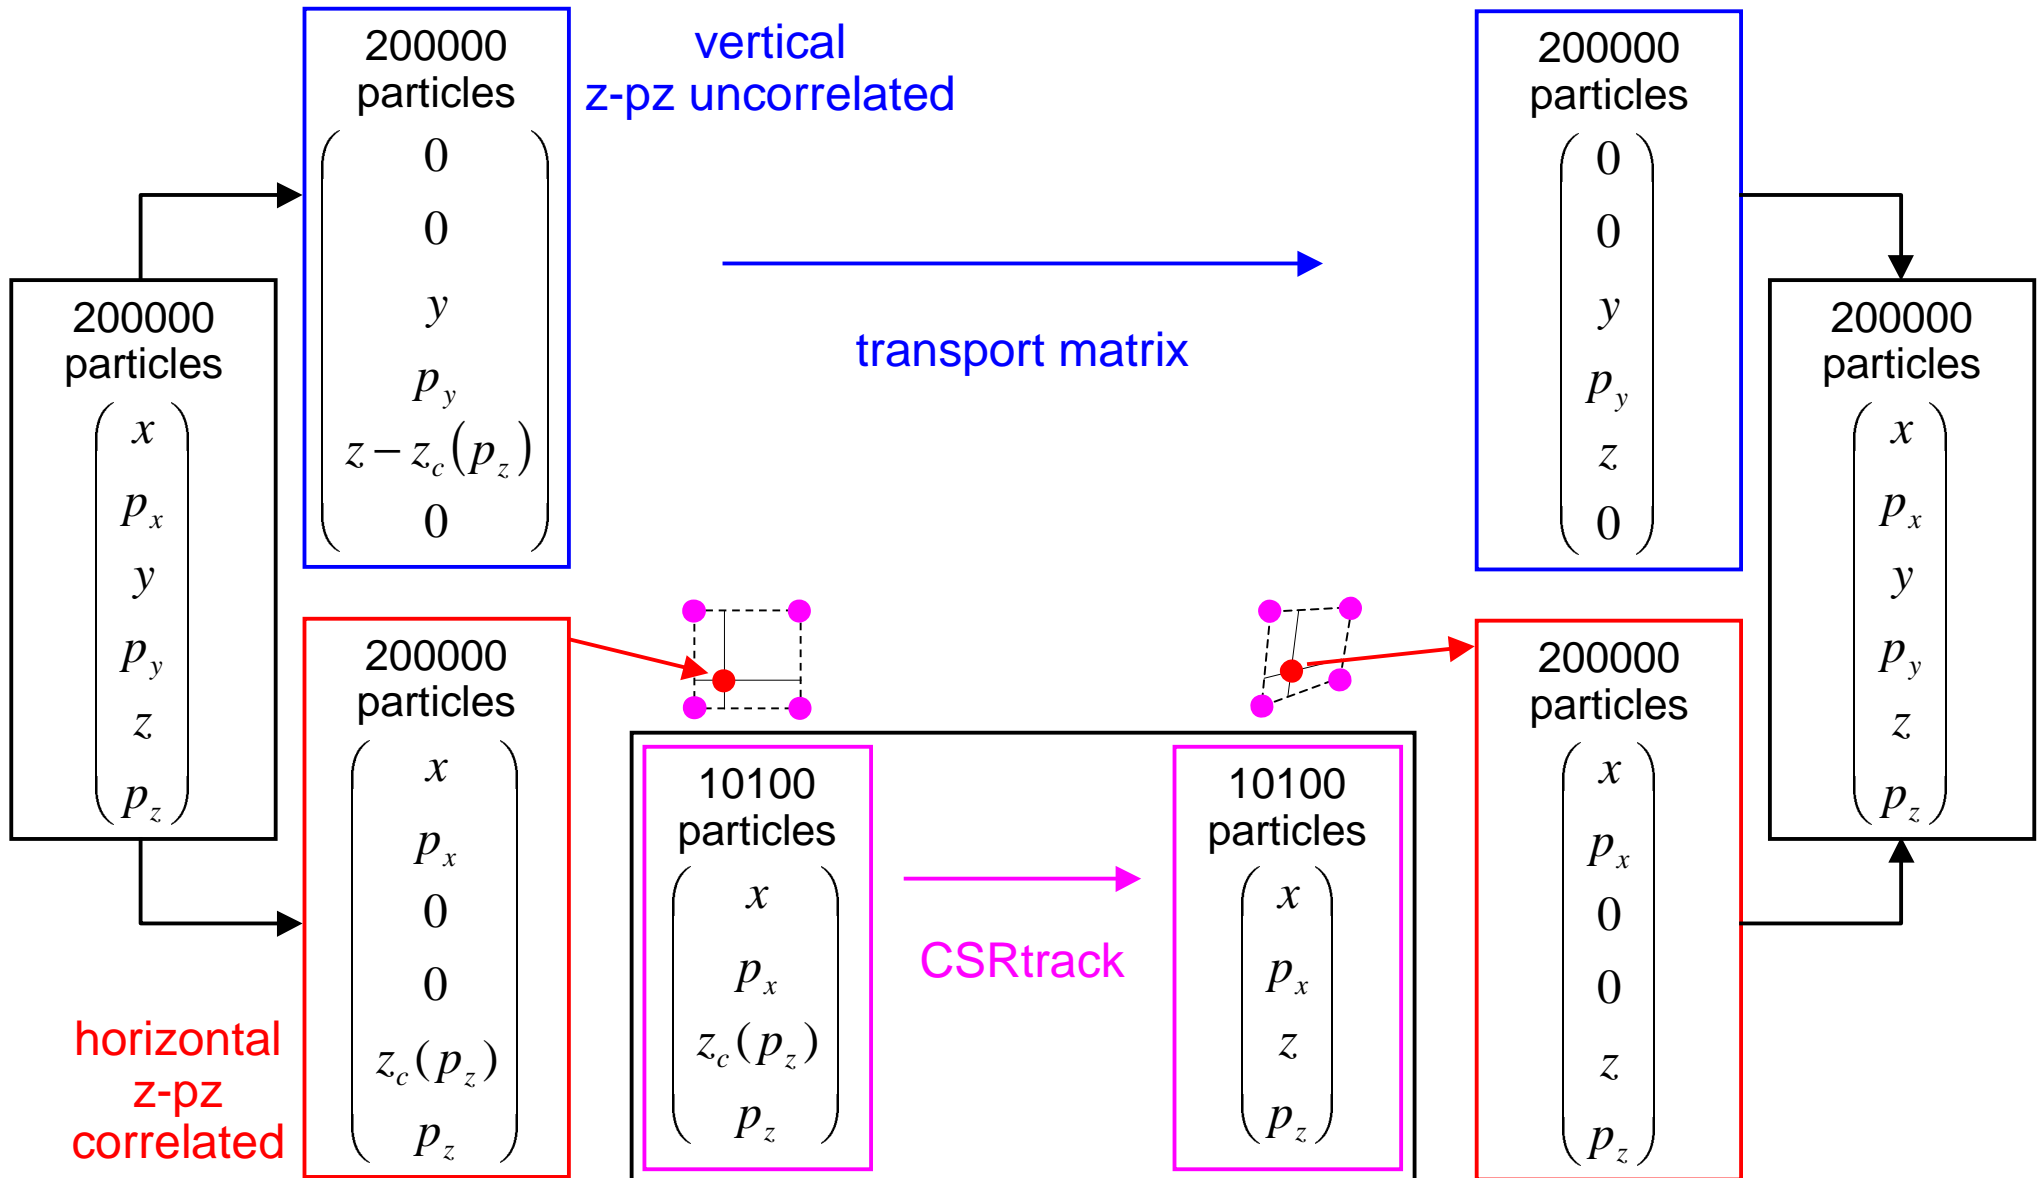 200000
particles
x
p_x
y
p_y
z
p_z
200000
particles
0
0
y
p_y
z − z_c(p_z)
0
vertical
z-pz uncorrelated
transport matrix
200000
particles
0
0
y
p_y
z
0
horizontal
z-pz
correlated
200000
particles
x
p_x
0
0
z_c(p_z)
p_z
10100
particles
x
p_x
z_c(p_z)
p_z
CSRtrack
10100
particles
x
p_x
z
p_z
200000
particles
x
p_x
0
0
z
p_z
200000
particles
x
p_x
y
p_y
z
p_z